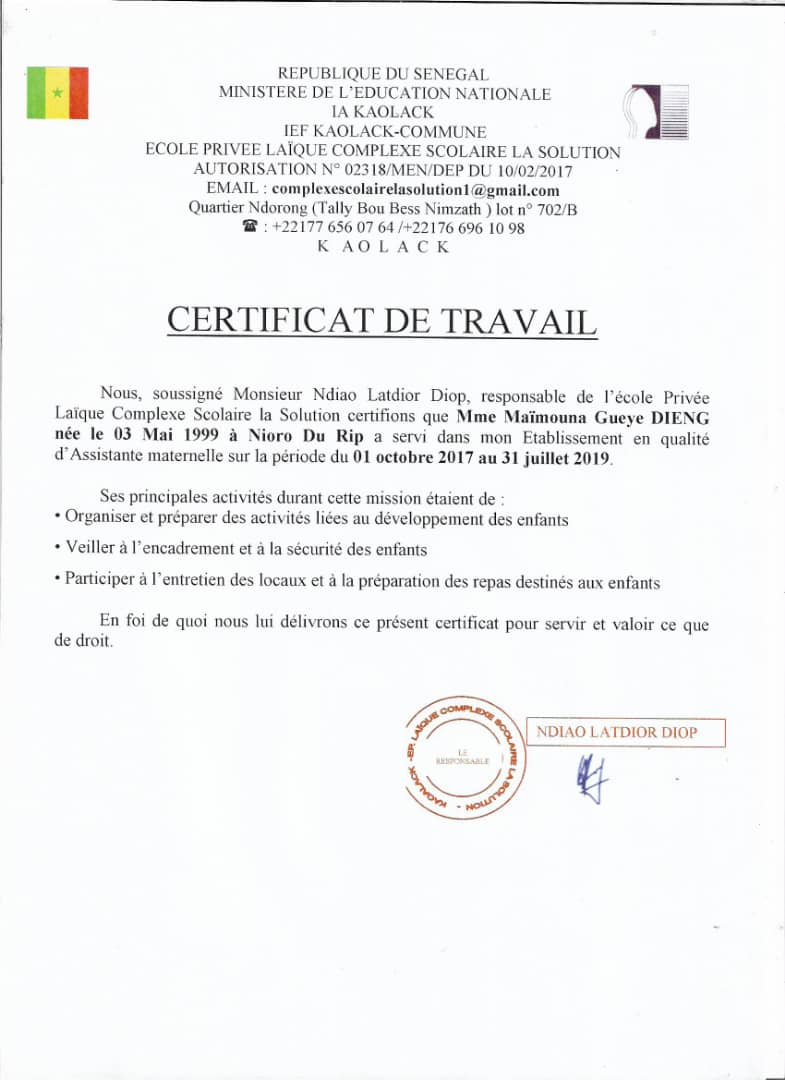 REPUBLIQUE DU SENEGAL
MINISTERE DE L'EDUCATION NATIONALE
IA KAOLACK
IEF KAOLACK-COMMUNE
ECOLE PRIVEE LAÏQUE COMPLEXE SCOLAIRE LA SOLUTION
AUTORISATION N° 02318/MEN/DEP DU 10/02/2017
EMAIL : complexescolairelasolution1@gmail.com
Quartier Ndorong (Tally Bou Bess Nimzath ) lot n° 702/B
☎ : +22177 656 07 64 /+22176 696 10 98
K A O L A C K
CERTIFICAT DE TRAVAIL
Nous, soussigné Monsieur Ndiao Latdior Diop, responsable de l'école Privée
Laïque Complexe Scolaire la Solution certifions que Mme Maïmouna Gueye DIENG
née le 03 Mai 1999 à Nioro Du Rip a servi dans mon Etablissement en qualité
d'Assistante maternelle sur la période du 01 octobre 2017 au 31 juillet 2019.
Ses principales activités durant cette mission étaient de :
• Organiser et préparer des activités liées au développement des enfants
• Veiller à l'encadrement et à la sécurité des enfants
• Participer à l'entretien des locaux et à la préparation des repas destinés aux enfants
En foi de quoi nous lui délivrons ce présent certificat pour servir et valoir ce que
de droit.
EP. LAÏQUE COMPLEXE SCOLAIRE LA SOLUTION - KAOLACK -
LE
RESPONSABLE
NDIAO LATDIOR DIOP